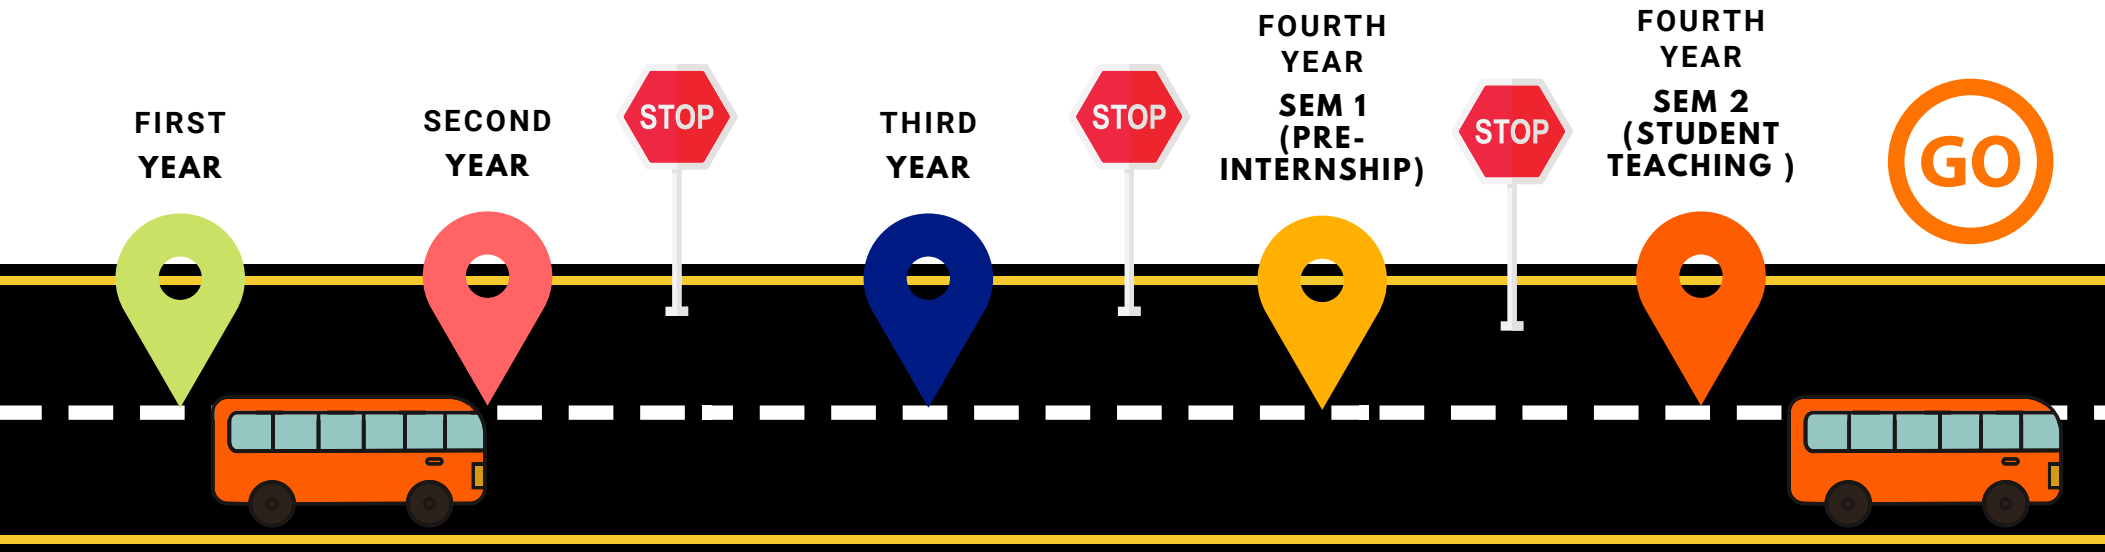 FIRST
YEAR
SECOND
YEAR
STOP
THIRD
YEAR
STOP
FOURTH
YEAR
SEM 1
(PRE-
INTERNSHIP)
STOP
FOURTH
YEAR
SEM 2
(STUDENT
TEACHING )
GO